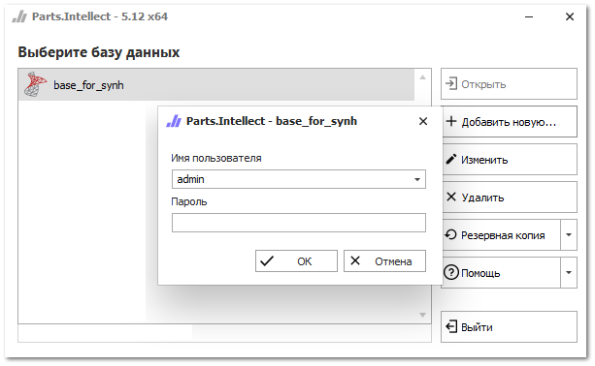 Parts.Intellect - 5.12 x64
Выберите базу данных
base_for_synh
Открыть
Добавить новую...
Изменить
Удалить
Резервная копия
Помощь
Выйти
Parts.Intellect - base_for_synh
Имя пользователя
admin
Пароль
OK
Отмена